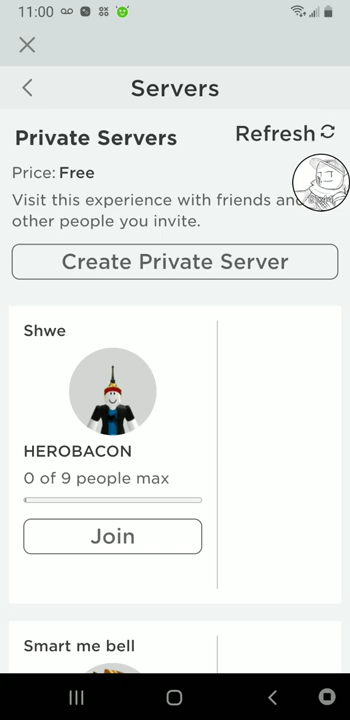 11:00
Servers
Private Servers
Refresh
Price: Free
Visit this experience with friends and
other people you invite.
Create Private Server
Shwe
HEROBACON
0 of 9 people max
Join
Smart me bell